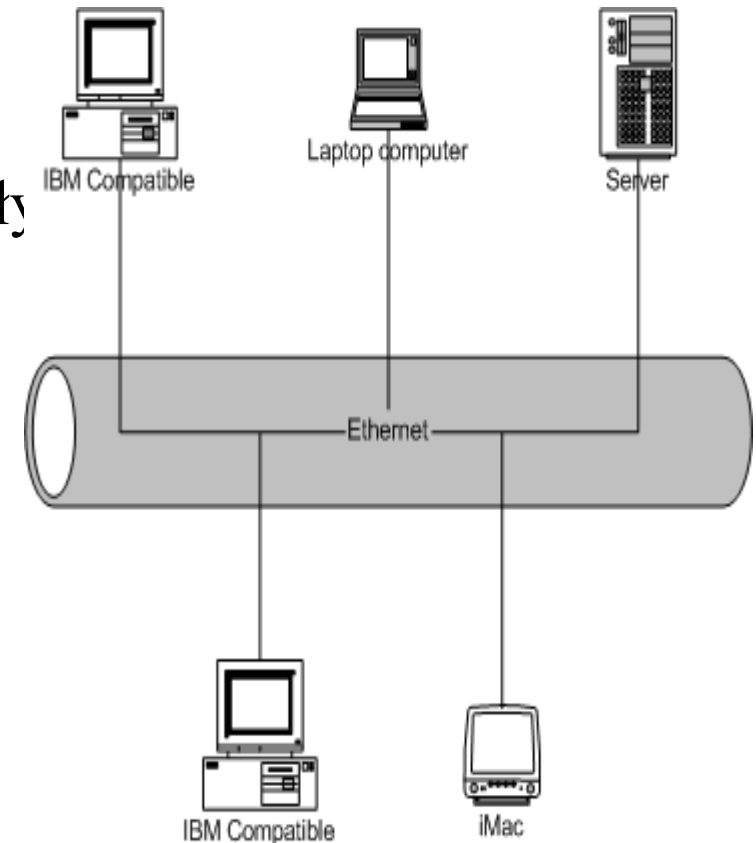 IBM Compatible
Laptop computer
Server
Ethernet
IBM Compatible
iMac